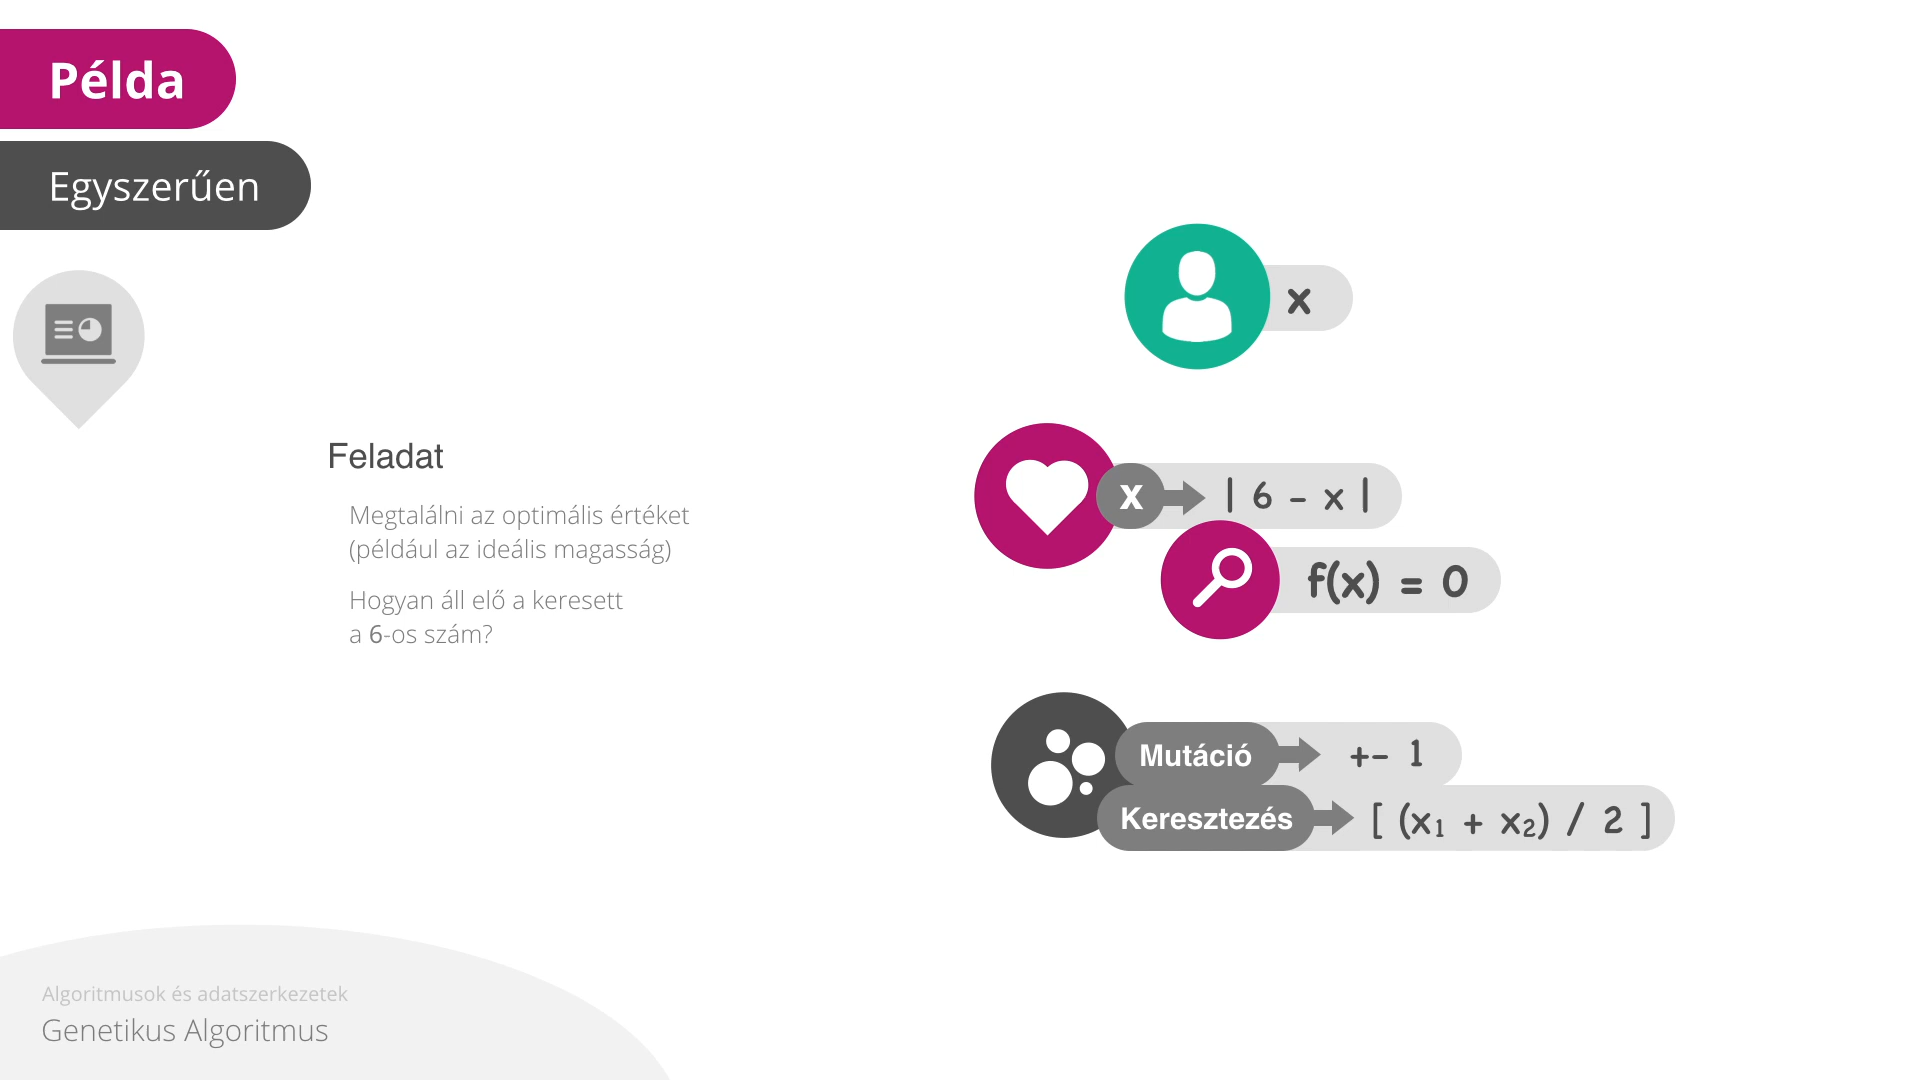 Példa
Egyszerűen
x
Feladat
Megtalálni az optimális értéket
(például az ideális magasság)
Hogyan áll elő a keresett
a 6-os szám?
x | 6 - x |
f(x) = 0
Mutáció +- 1
Keresztezés [ (x₁ + x₂) / 2 ]
Algoritmusok és adatszerkezetek
Genetikus Algoritmus